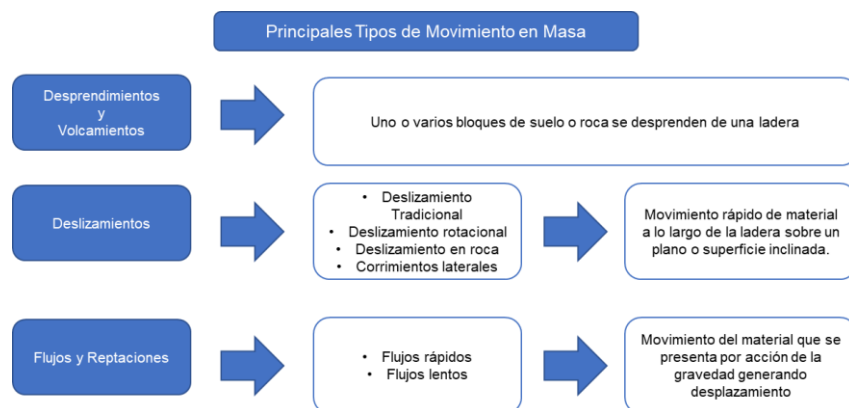 Principales Tipos de Movimiento en Masa
Desprendimientos
y
Volcamientos
Uno o varios bloques de suelo o roca se desprenden de una ladera
Deslizamientos
• Deslizamiento
Tradicional
• Deslizamiento rotacional
• Deslizamiento en roca
• Corrimientos laterales
Movimiento rápido de material
a lo largo de la ladera sobre un
plano o superficie inclinada.
Flujos y Reptaciones
• Flujos rápidos
• Flujos lentos
Movimiento del material que se
presenta por acción de la
gravedad generando
desplazamiento